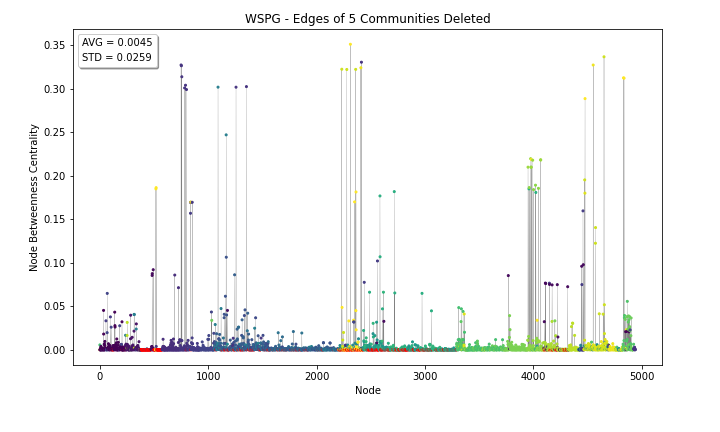 WSPG - Edges of 5 Communities Deleted
AVG = 0.0045
STD = 0.0259
Node Betweenness Centrality
0.35
0.30
0.25
0.20
0.15
0.10
0.05
0.00
0 1000 2000 3000 4000 5000
Node